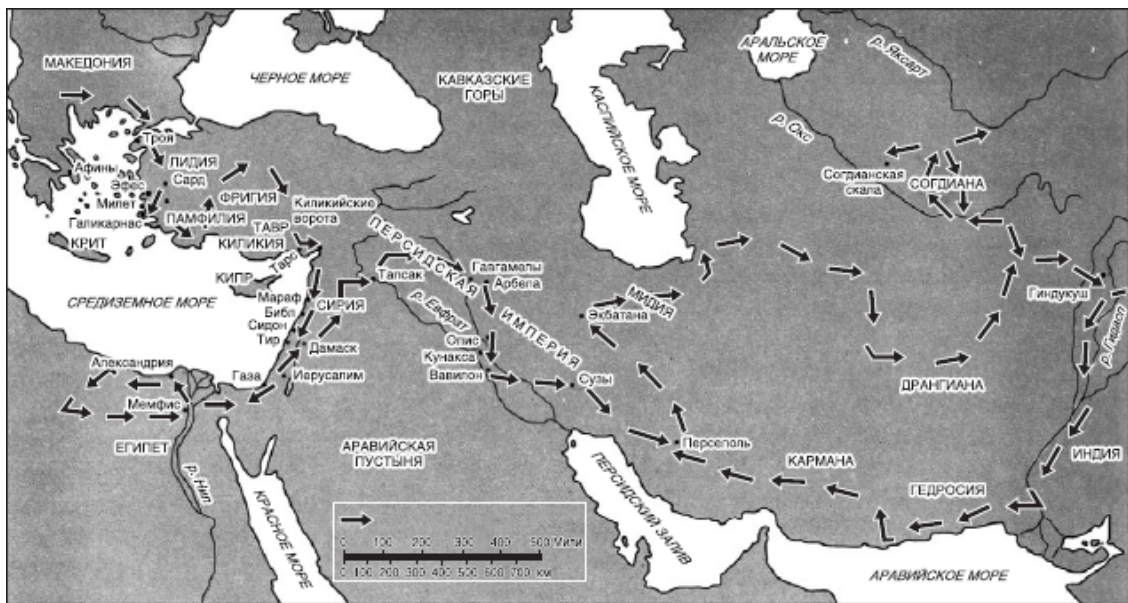 МАКЕДОНИЯ
ЧЕРНОЕ МОРЕ
КАВКАЗСКИЕ
ГОРЫ
КАСПИЙСКОЕ МОРЕ
АРАЛЬСКОЕ
МОРЕ
р. Яксарт
р. Окс
Троя
ЛИДИЯ
Сард
Афины
Эфес
Милет
Галикарнас
ФРИГИЯ
ПАМФИЛИЯ
ТАВР
Киликийские
ворота
КИЛИКИЯ
Тарс
КРИТ
КИПР
СРЕДИЗЕМНОЕ МОРЕ
Мараф
Библ
Сидон
Тир
СИРИЯ
Дамаск
Иерусалим
Газа
Александрия
Мемфис
ЕГИПЕТ
р. Нил
КРАСНОЕ МОРЕ
АРАВИЙСКАЯ
ПУСТЫНЯ
Тапсак
р. Евфрат
ПЕРСИДСКАЯ ИМПЕРИЯ
Гавгамелы
Арбела
Опис
Кунакса
Вавилон
Сузы
Экбатана
МИДИЯ
Персеполь
ПЕРСИДСКИЙ ЗАЛИВ
КАРМАНА
ГЕДРОСИЯ
ДРАНГИАНА
Согдианская
скала
СОГДИАНА
Гиндукуш
ИНДИЯ
АРАВИЙСКОЕ МОРЕ
0 100 200 300 400 500 Мили
0 100 200 300 400 500 600 700 км